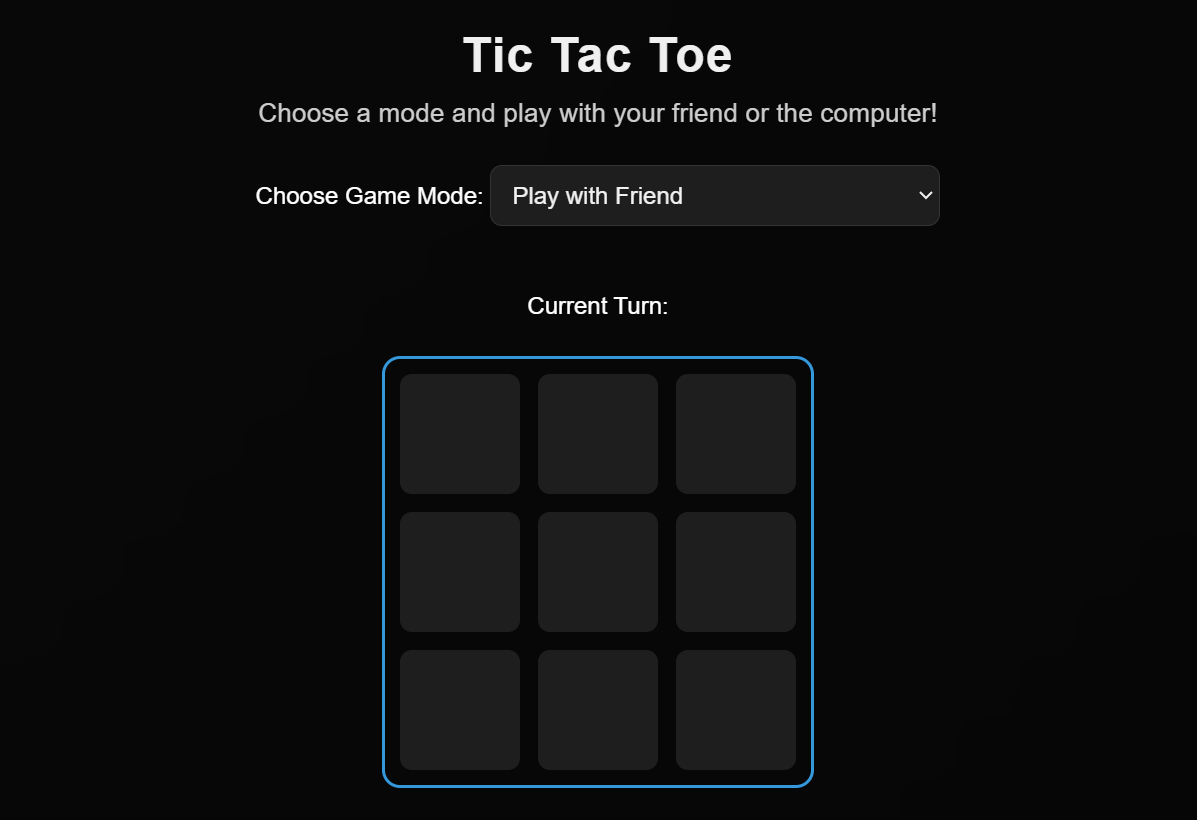 Tic Tac Toe
Choose a mode and play with your friend or the computer!
Choose Game Mode: Play with Friend
Current Turn: